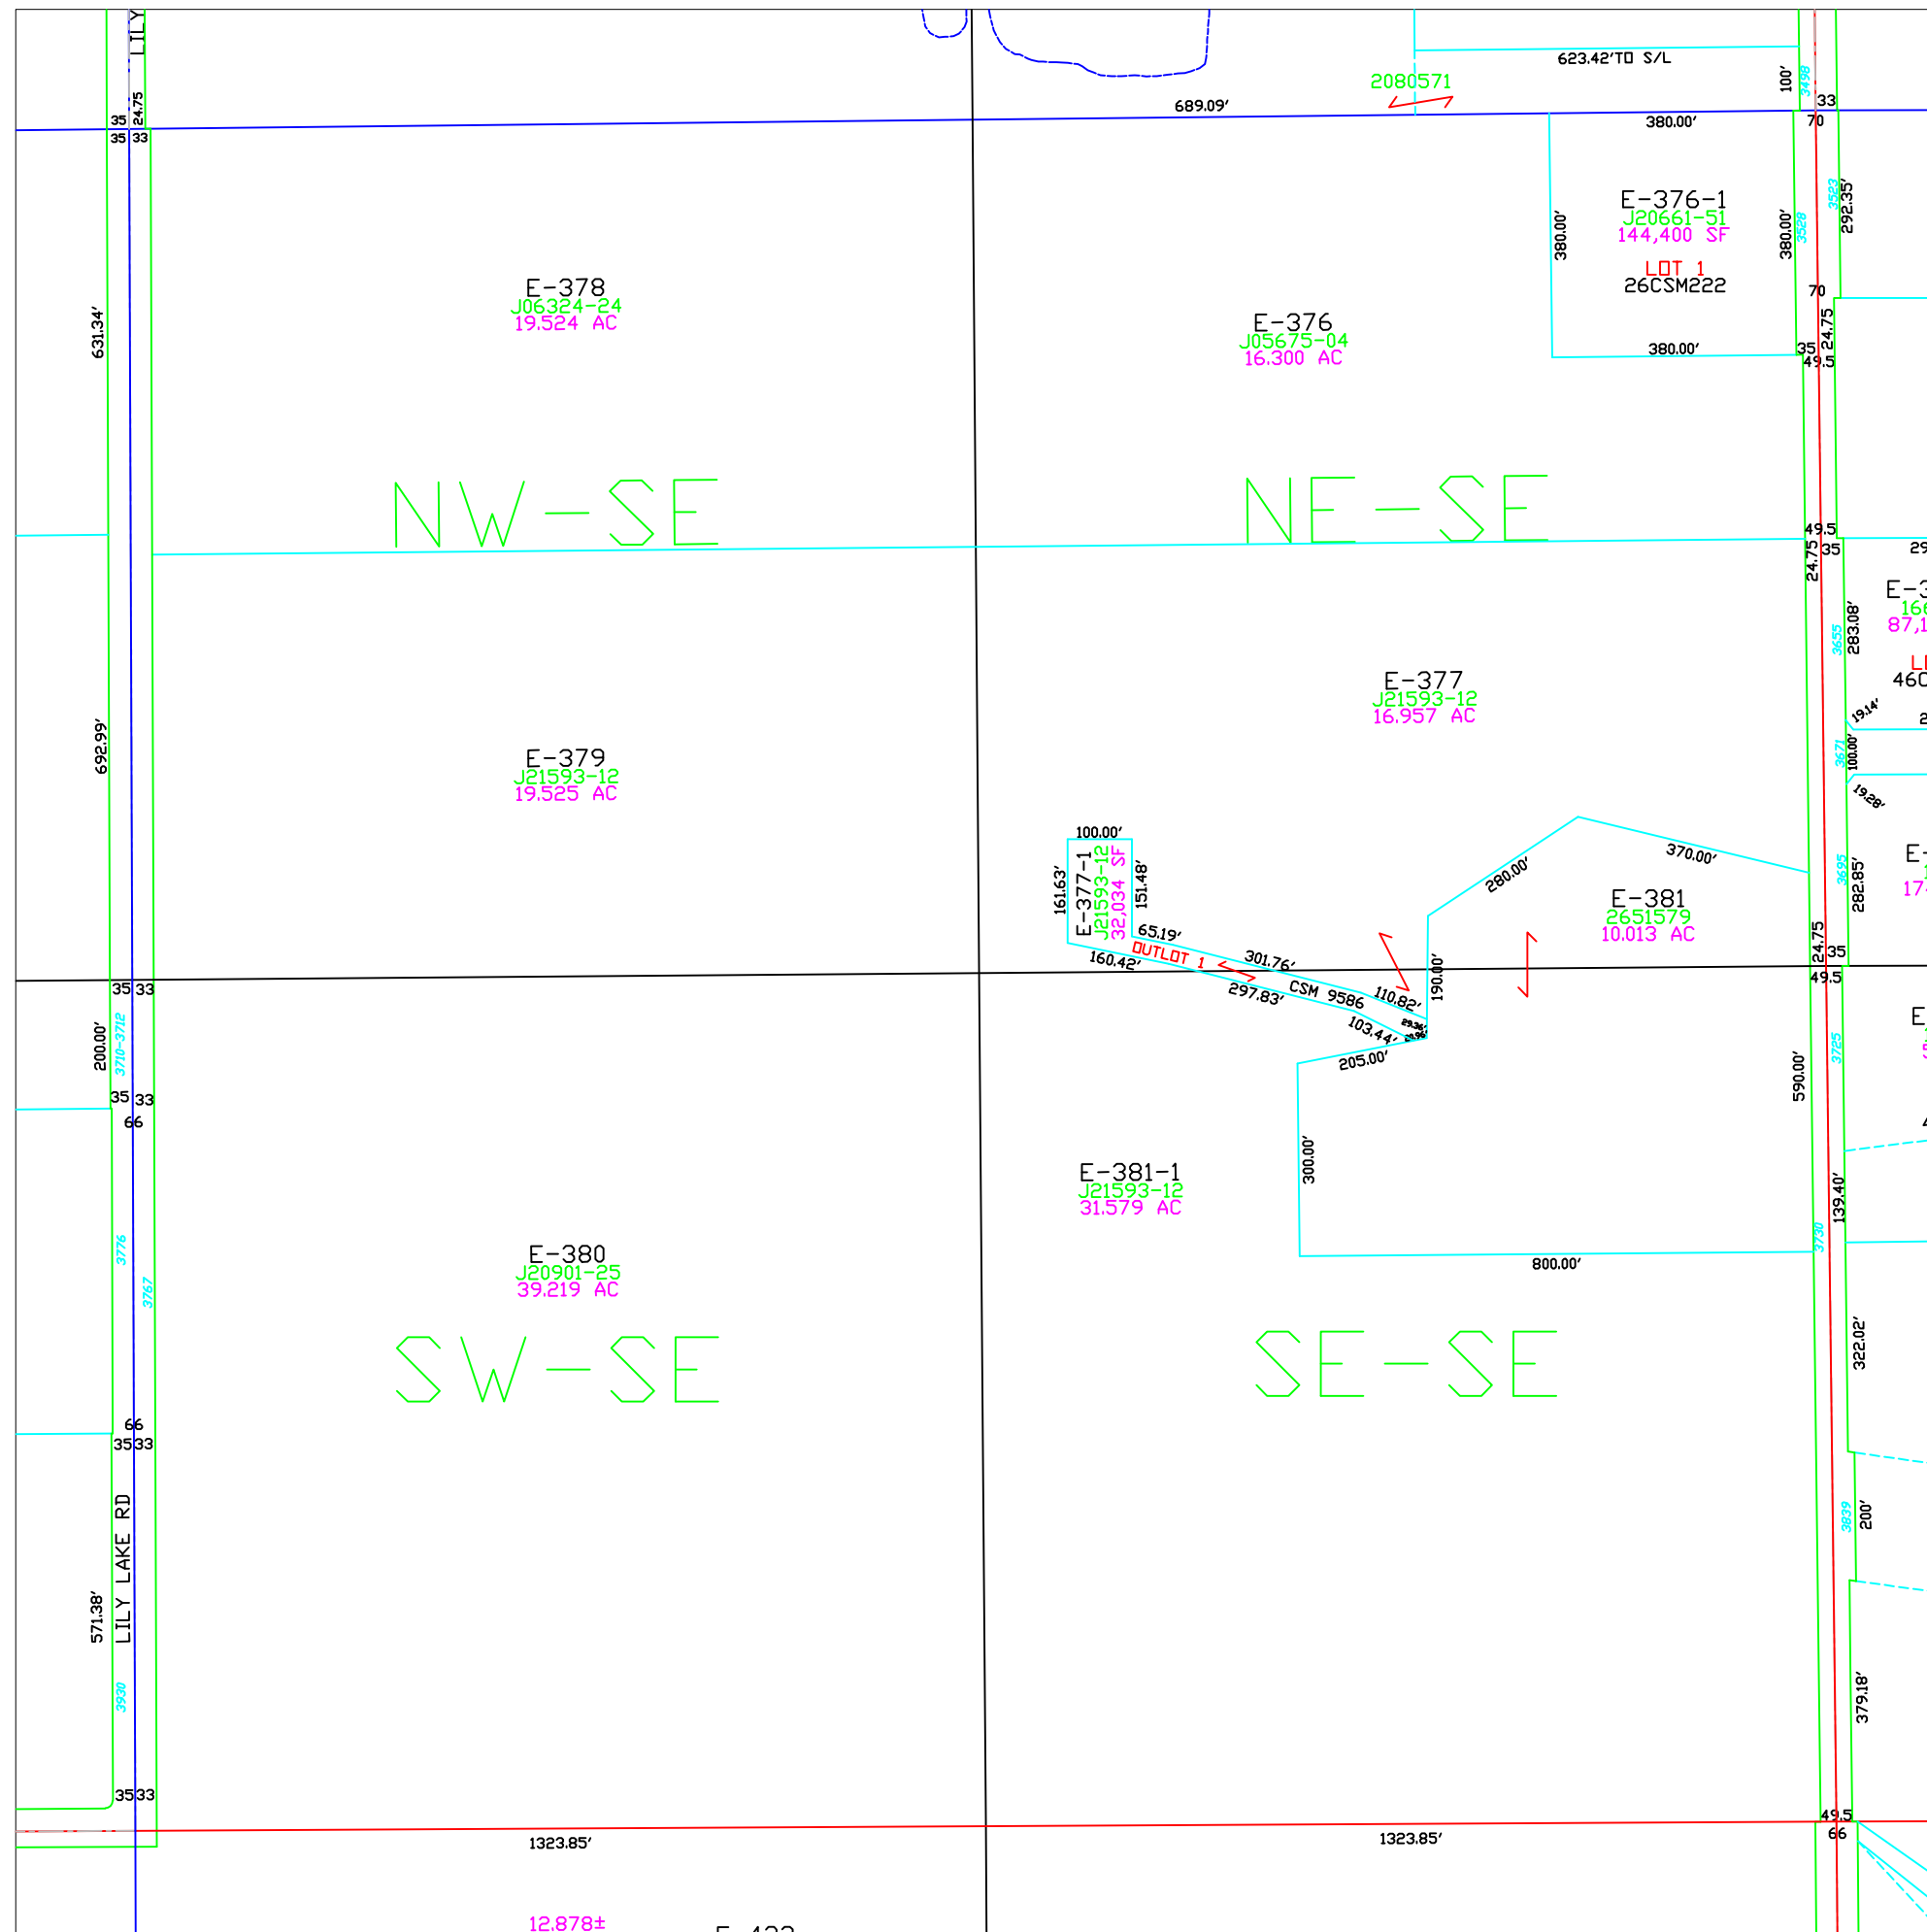 LILY
24.75
35
35 33
623.42'TO S/L
2080571
689.09'
100'
3498
33
380.00'
70
E-376-1
J20661-51
144,400 SF
LOT 1
26CSM222
380.00'
380.00'
3528
3523
292.35'
70
24.75
35
49.5
380.00'
E-378
J06324-24
19.524 AC
E-376
J05675-04
16.300 AC
631.34'
NW-SE
NE-SE
49.5
35
24.75
E-377
J21593-12
16.957 AC
3655
283.08'
19.14'
3671
100.00'
19.28'
692.99'
E-379
J21593-12
19.525 AC
100.00'
161.63'
E-377-1
J21593-12
32,034 SF
151.48'
65.19'
OUTLOT 1
160.42'
301.76'
297.83'
CSM 9586
110.82'
103.44'
29.36'
280.00'
370.00'
190.00'
E-381
2651579
10.013 AC
3695
282.85'
24.75
35
49.5
35 33
200.00'
3710-3712
35 33
66
205.00'
300.00'
590.00'
3725
139.40'
3730
800.00'
E-381-1
J21593-12
31.579 AC
3776
3767
E-380
J20901-25
39.219 AC
SW-SE
SE-SE
322.02'
66
35 33
LILY LAKE RD
571.38'
3930
3839
200'
379.18'
35 33
49.5
66
1323.85'
1323.85'
12.878±